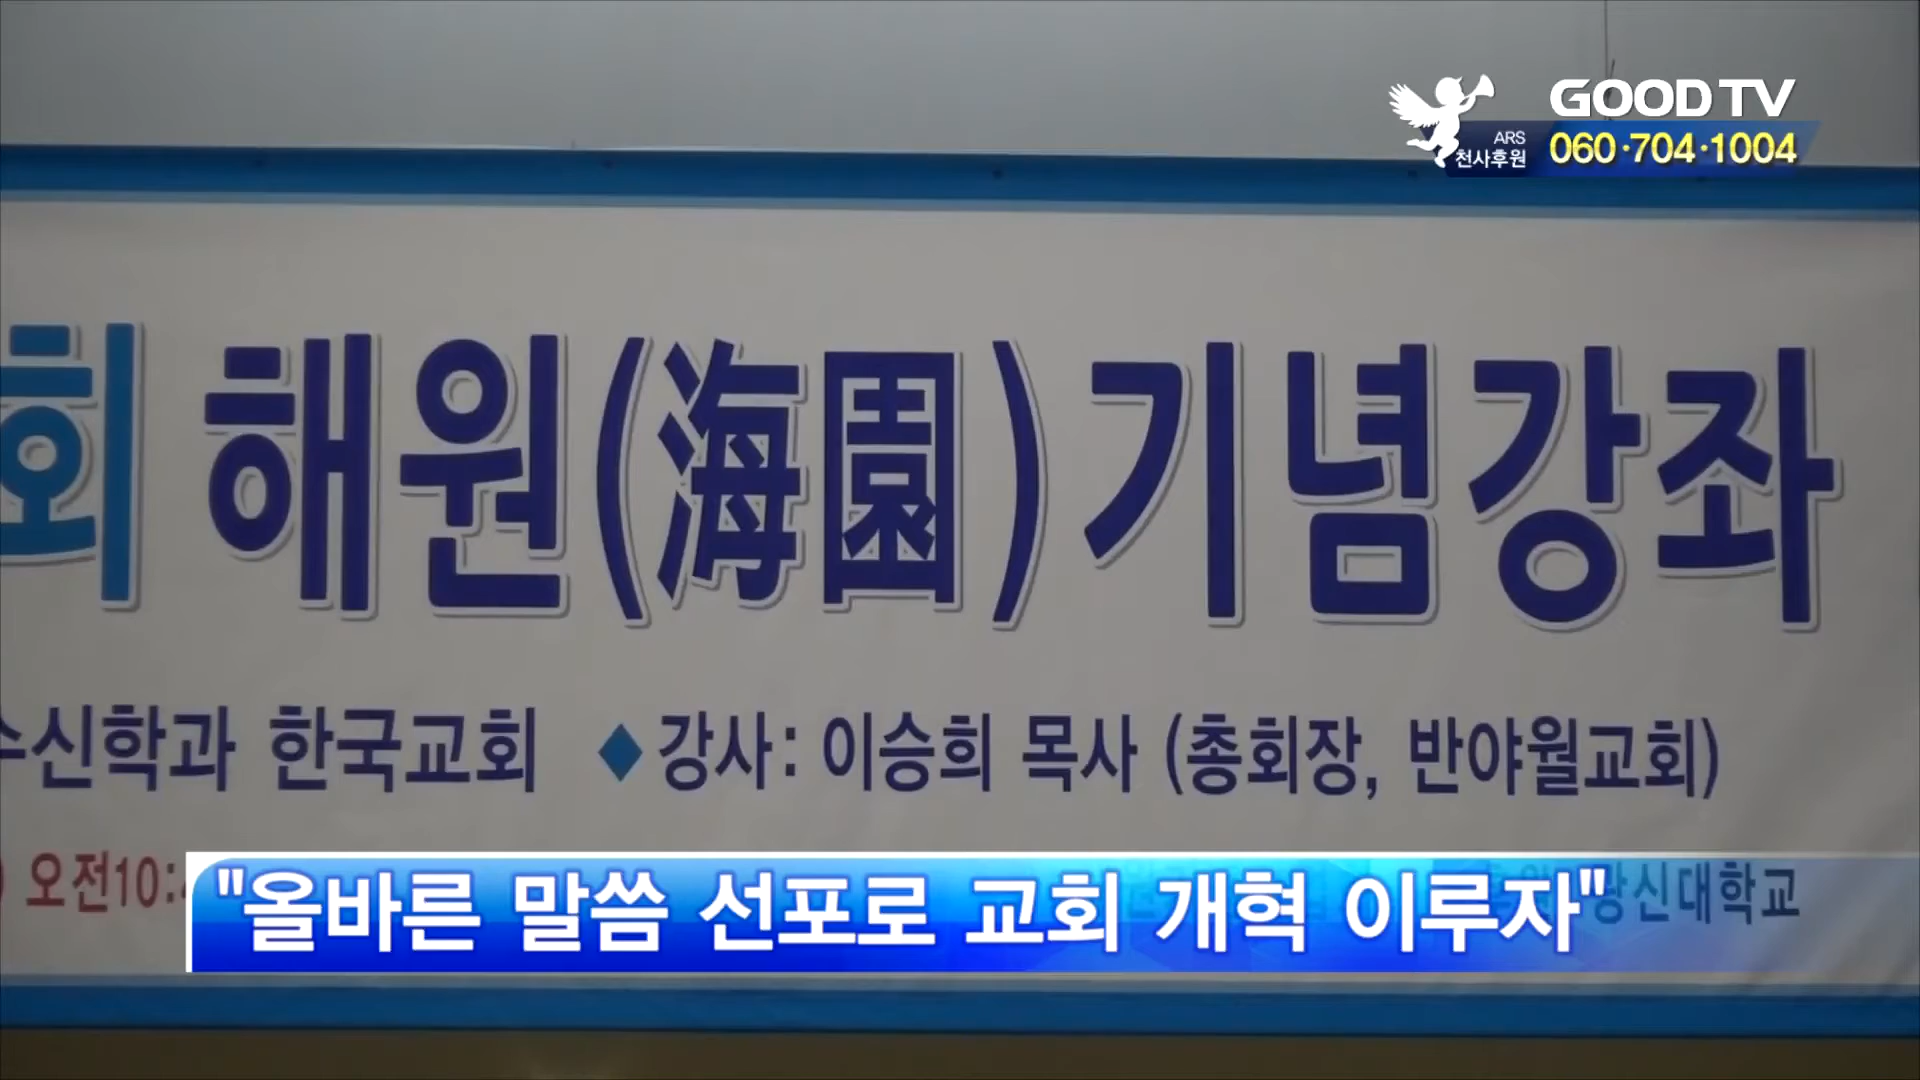 GOODTV
ARS
천사후원 060·704·1004
회 해원(海園)기념강좌
수신학과 한국교회 ◆강사: 이승희 목사 (총회장, 반야월교회)
) 오전10:
광신대학교
"올바른 말씀 선포로 교회 개혁 이루자"